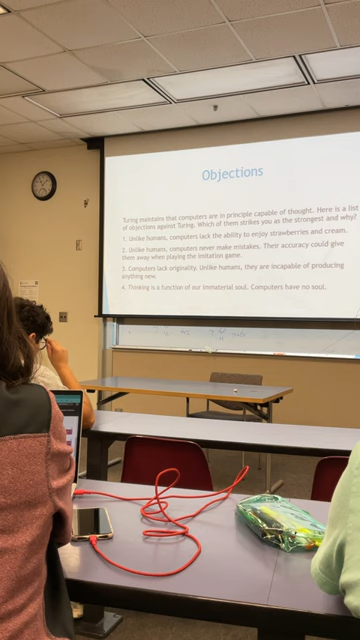 Objections
Turing maintains that computers are in principle capable of thought. Here is a list
of objections against Turing. Which of them strikes you as the strongest and why?
1. Unlike humans, computers lack the ability to enjoy strawberries and cream.
2. Unlike humans, computers never make mistakes. Their accuracy could give
them away when playing the imitation game.
3. Computers lack originality. Unlike humans, they are incapable of producing
anything new.
4. Thinking is a function of our immaterial soul. Computers have no soul.